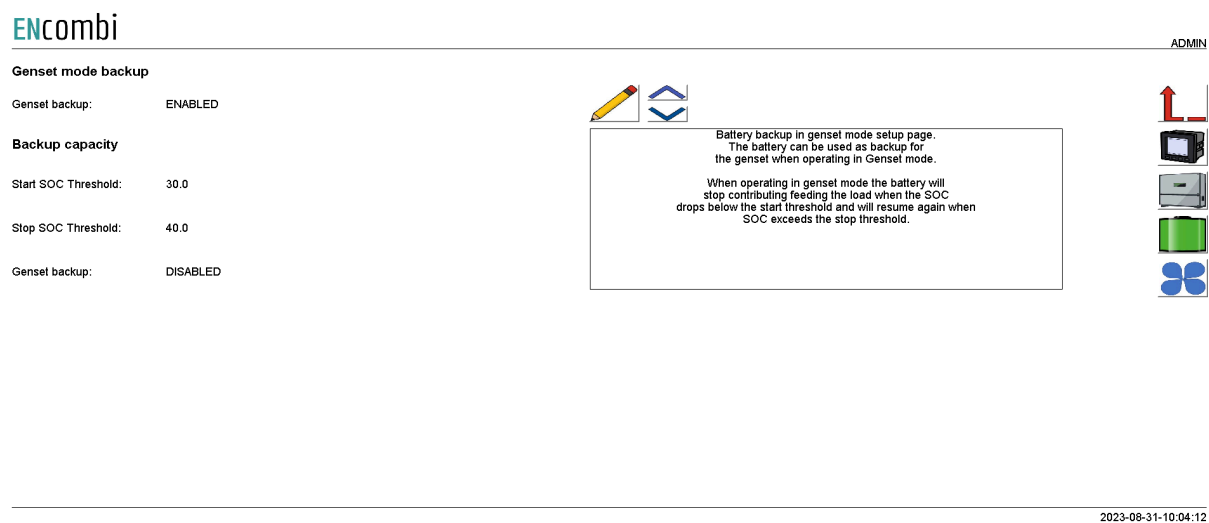 ENcombi
ADMIN
Genset mode backup
Genset backup: ENABLED
Backup capacity
Start SOC Threshold: 30.0
Stop SOC Threshold: 40.0
Genset backup: DISABLED
Battery backup in genset mode setup page.
The battery can be used as backup for
the genset when operating in Genset mode.
When operating in genset mode the battery will
stop contributing feeding the load when the SOC
drops below the start threshold and will resume again when
SOC exceeds the stop threshold.
2023-08-31-10:04:12